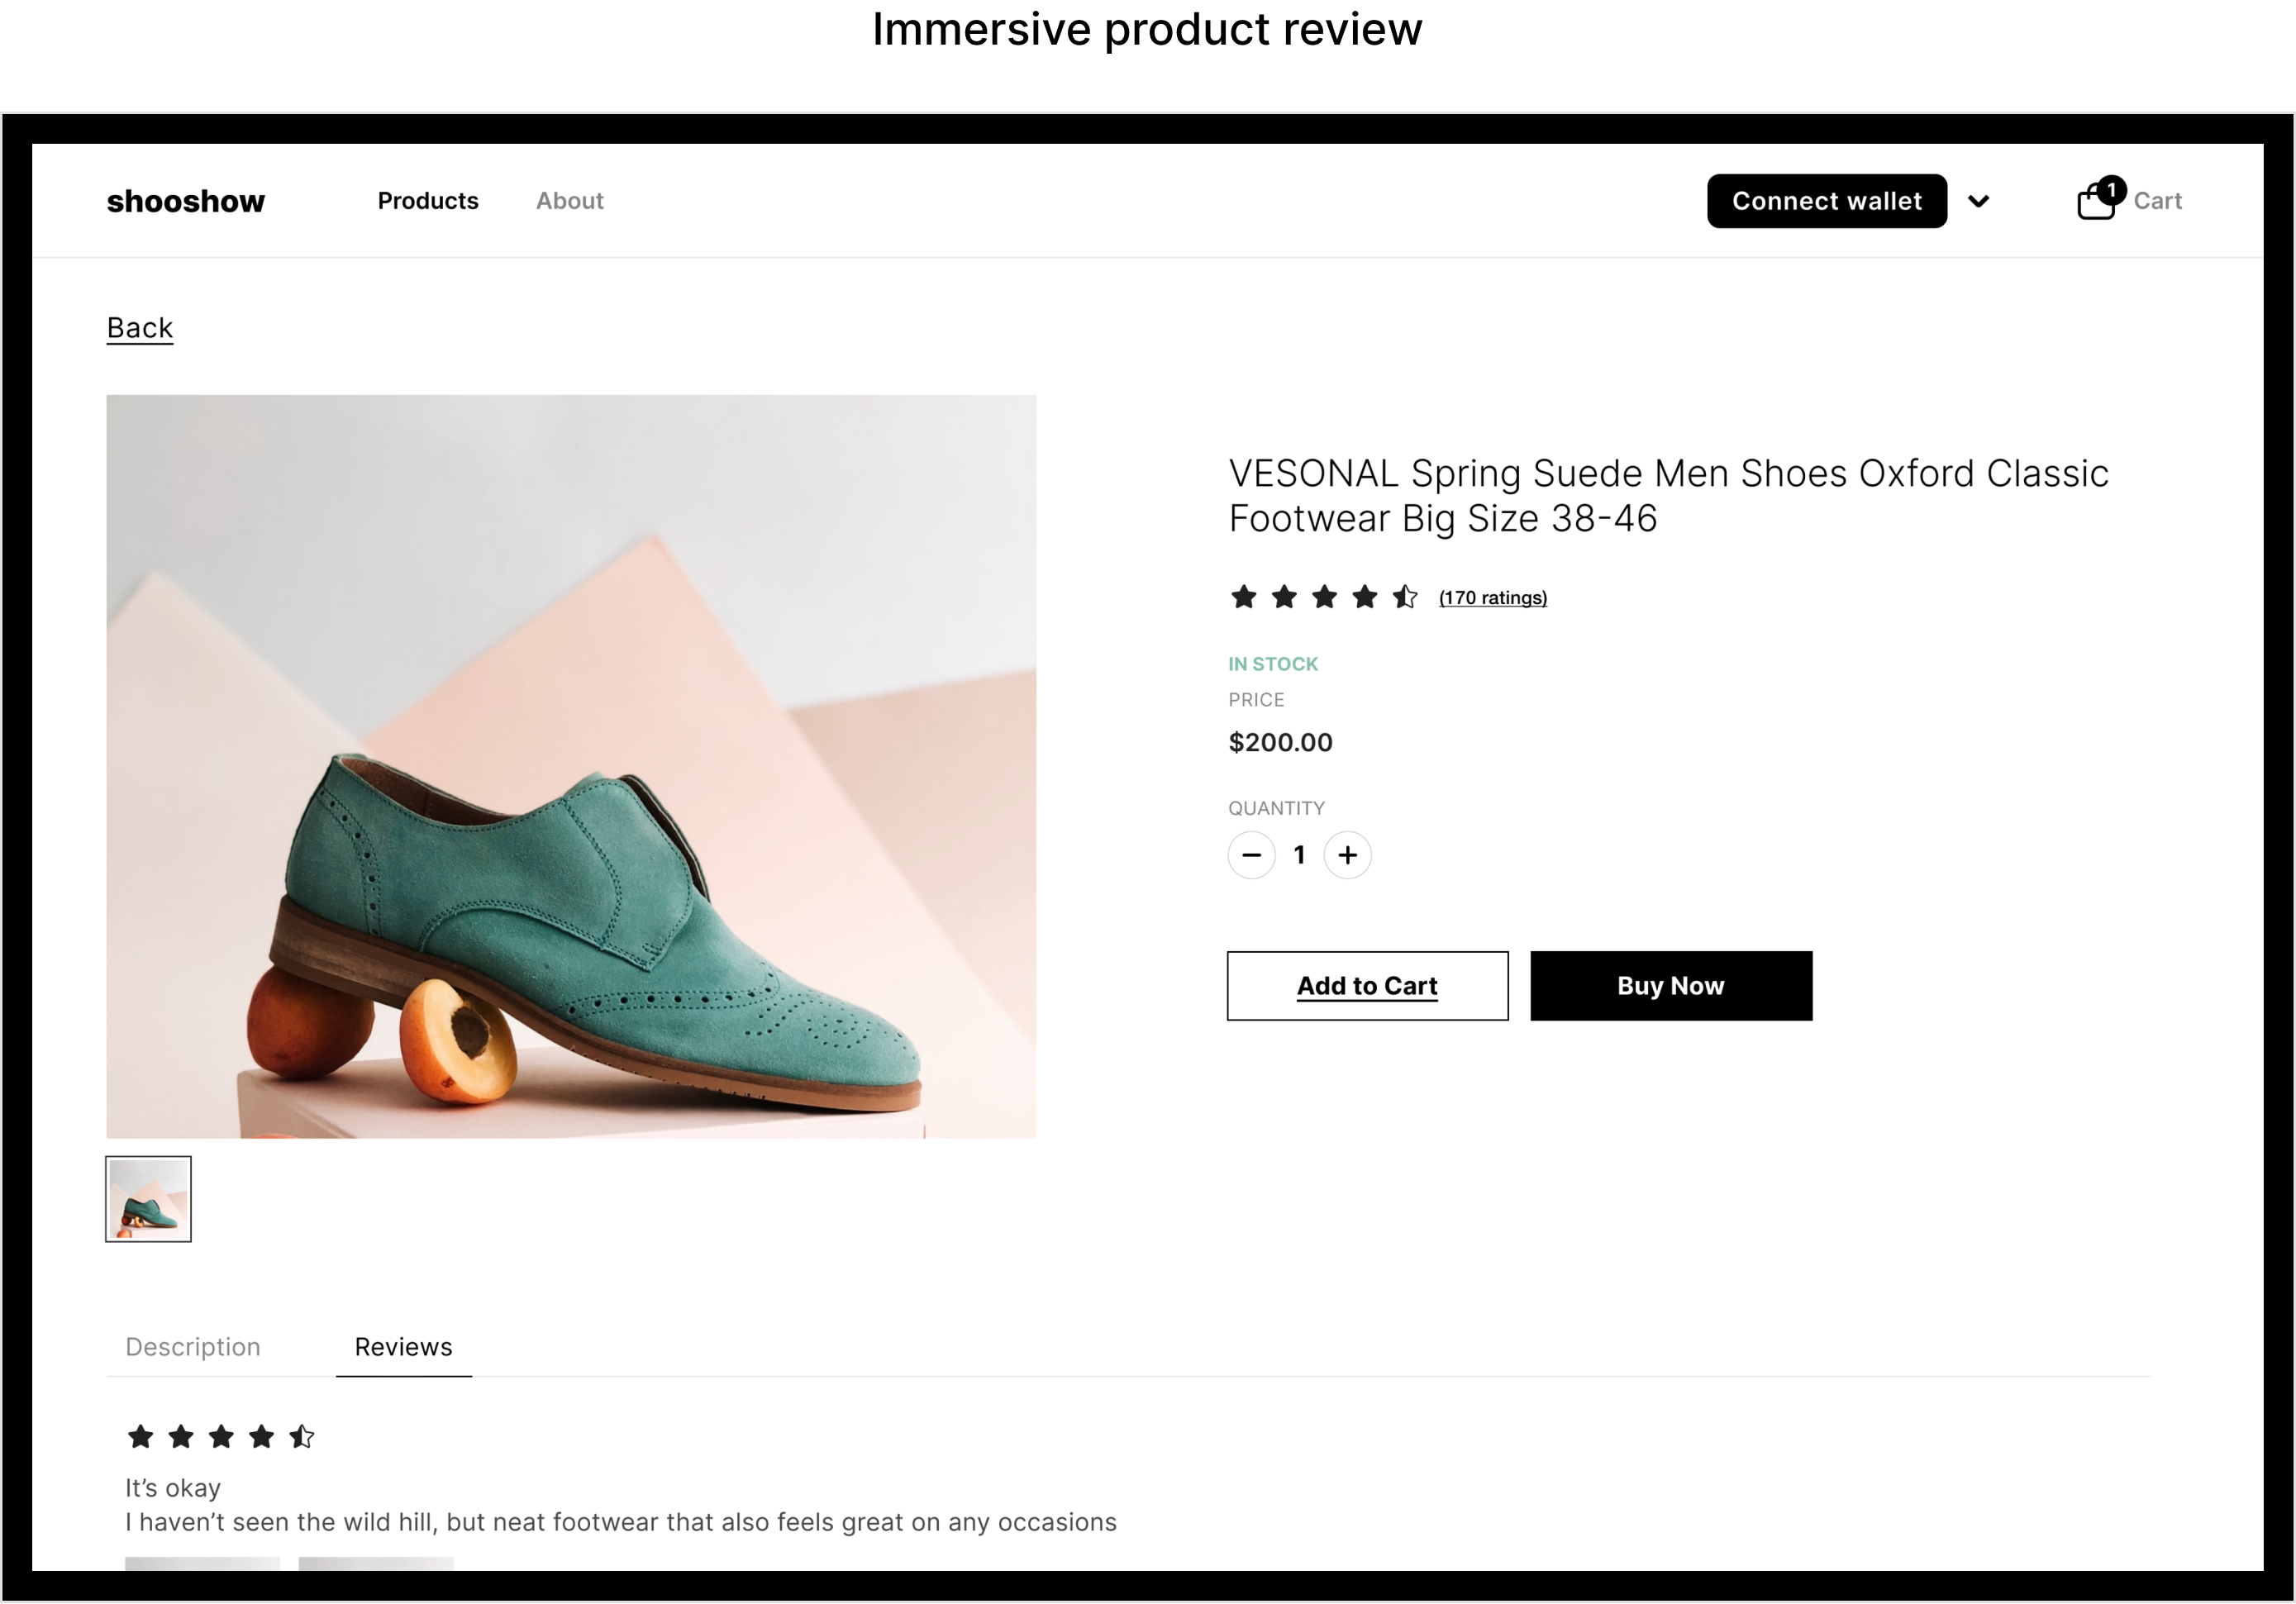 Immersive product review
shooshow
Products
About
Connect wallet
1
Cart
Back
VESONAL Spring Suede Men Shoes Oxford Classic
Footwear Big Size 38-46
(170 ratings)
IN STOCK
PRICE
$200.00
QUANTITY
1
Add to Cart
Buy Now
Description
Reviews
It’s okay
I haven’t seen the wild hill, but neat footwear that also feels great on any occasions